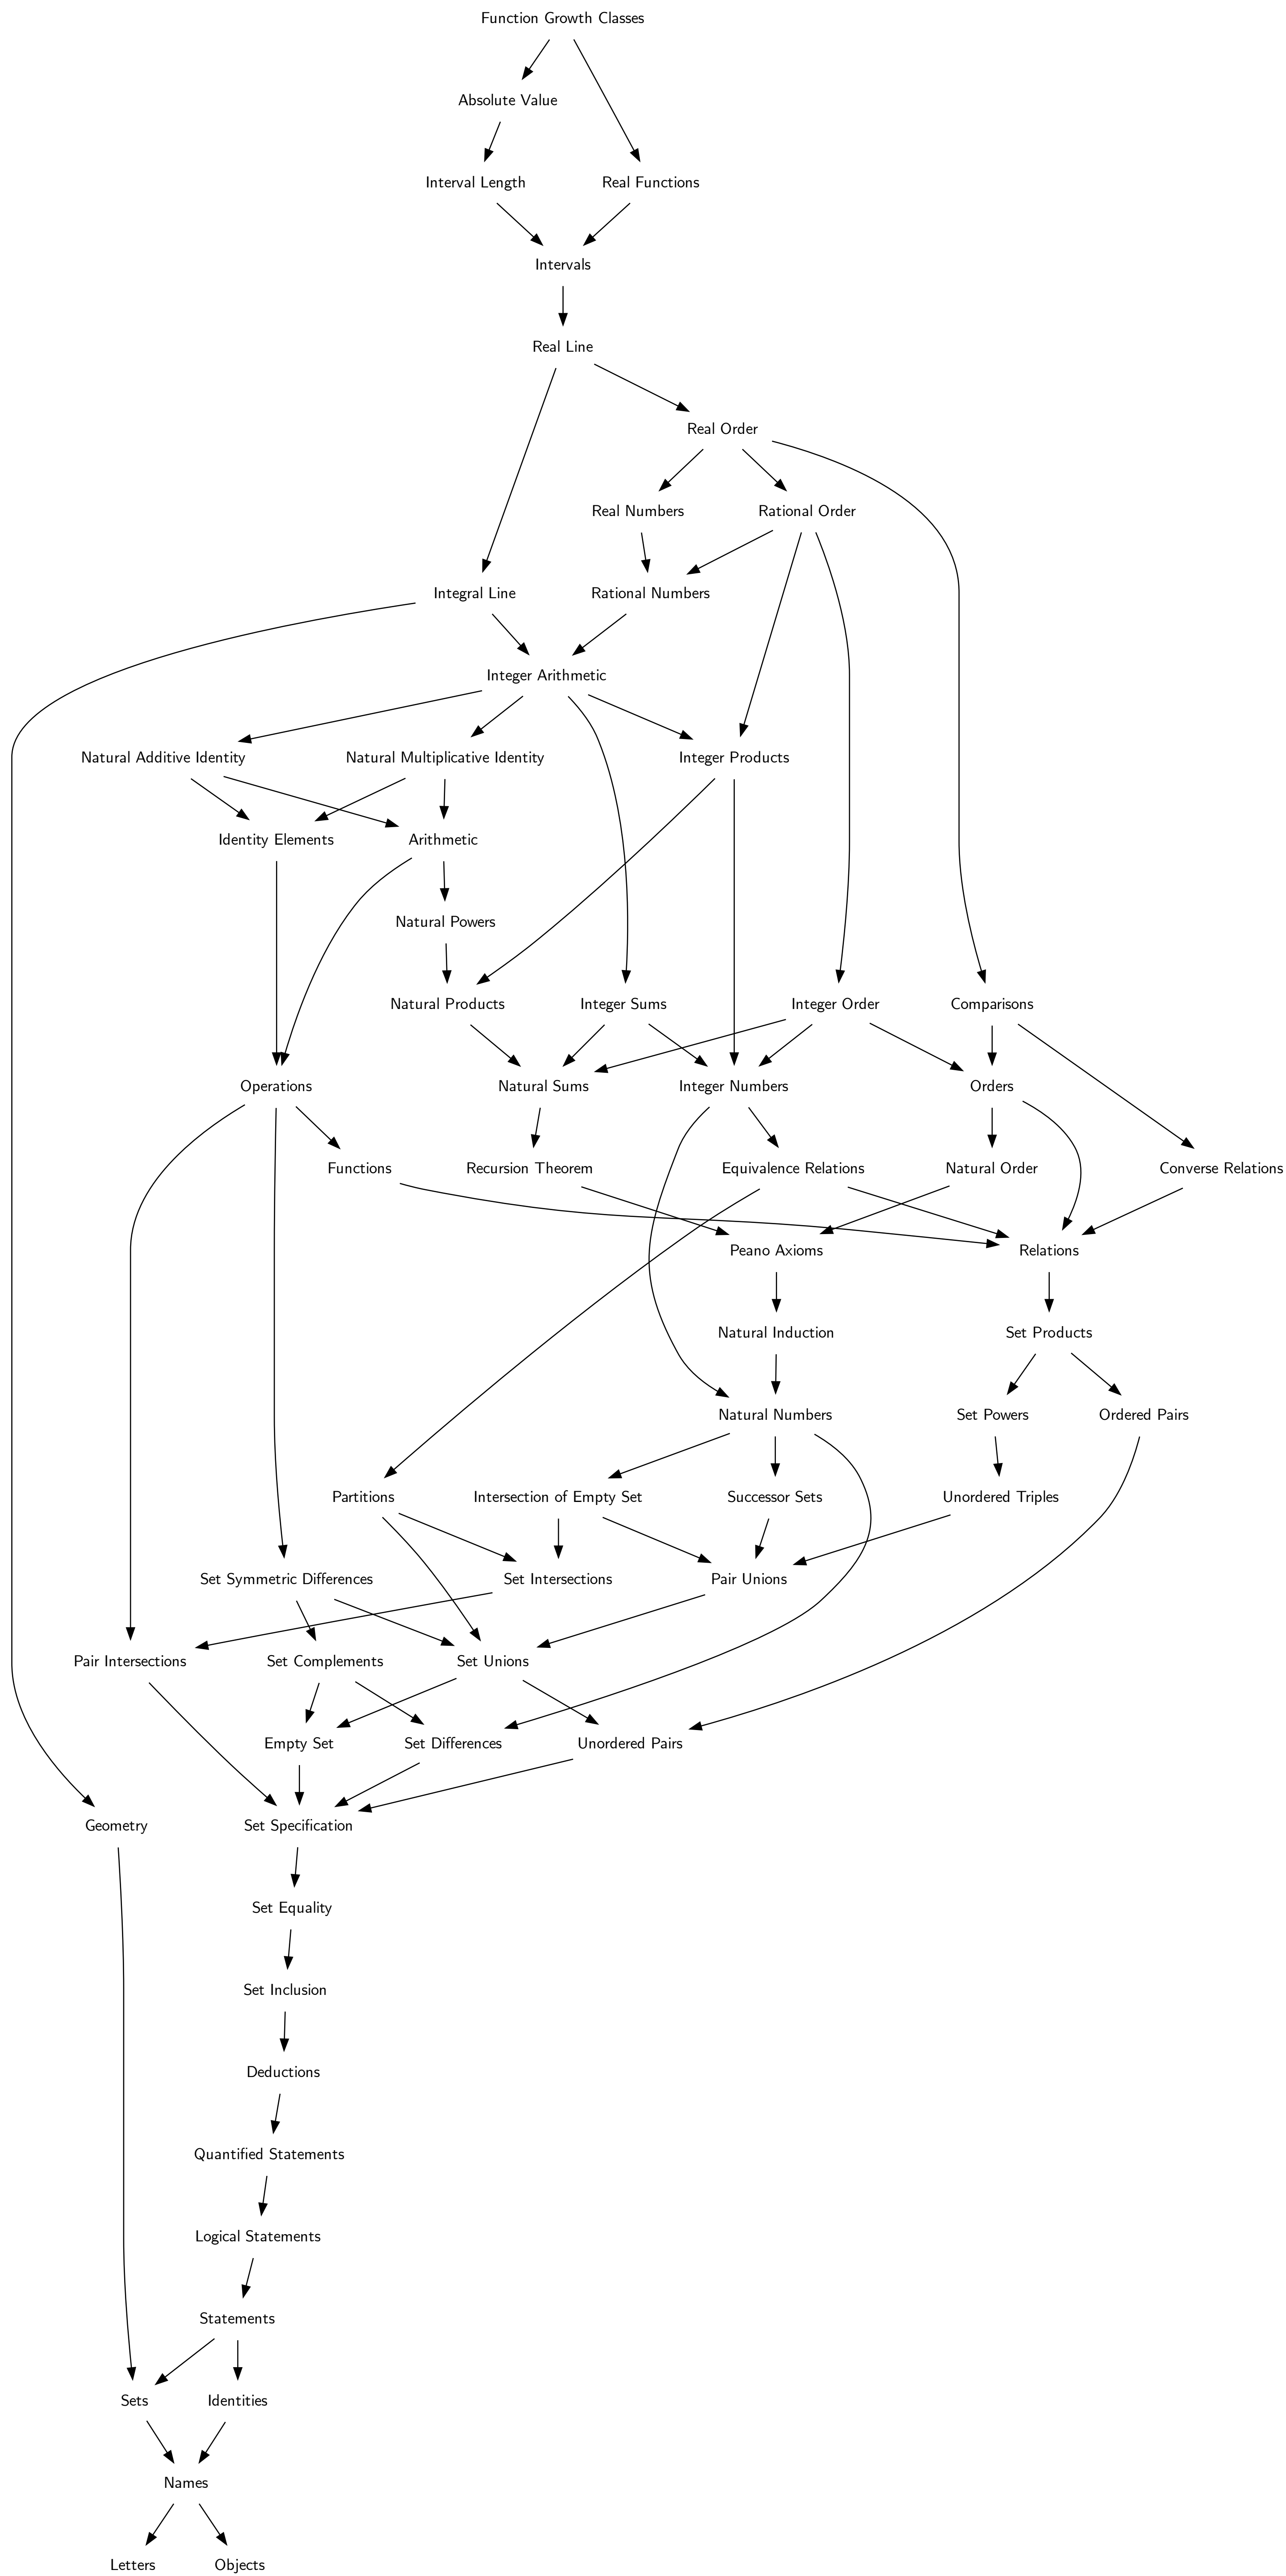 Function Growth Classes
Absolute Value
Interval Length
Real Functions
Intervals
Real Line
Real Order
Real Numbers
Rational Order
Integral Line
Rational Numbers
Integer Arithmetic
Natural Additive Identity
Natural Multiplicative Identity
Integer Products
Identity Elements
Arithmetic
Natural Powers
Natural Products
Integer Sums
Integer Order
Comparisons
Operations
Natural Sums
Integer Numbers
Orders
Functions
Recursion Theorem
Equivalence Relations
Natural Order
Converse Relations
Peano Axioms
Relations
Natural Induction
Set Products
Natural Numbers
Set Powers
Ordered Pairs
Partitions
Intersection of Empty Set
Successor Sets
Unordered Triples
Set Symmetric Differences
Set Intersections
Pair Unions
Pair Intersections
Set Complements
Set Unions
Empty Set
Set Differences
Unordered Pairs
Geometry
Set Specification
Set Equality
Set Inclusion
Deductions
Quantified Statements
Logical Statements
Statements
Sets
Identities
Names
Letters
Objects